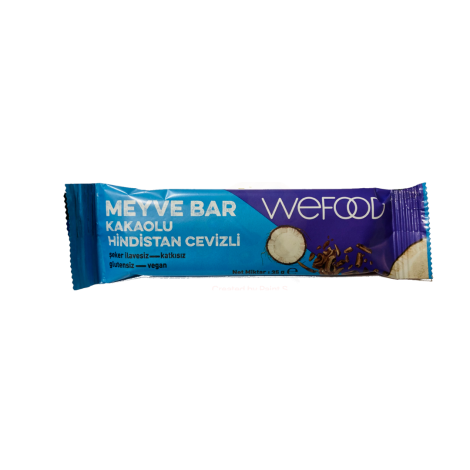 MEYVE BAR
KAKAOLU
HİNDİSTAN CEVİZLİ
şeker ilavesiz katkısız
glutensiz vegan
WEFOOD
Net Miktar